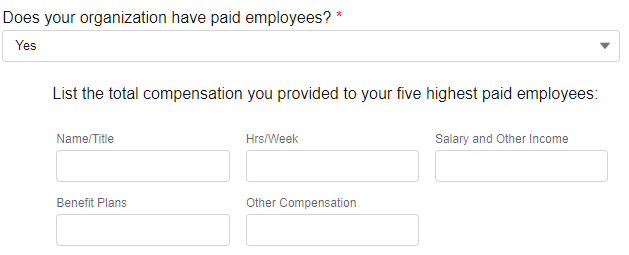 Does your organization have paid employees? *
Yes
List the total compensation you provided to your five highest paid employees:
Name/Title Hrs/Week Salary and Other Income
Benefit Plans Other Compensation